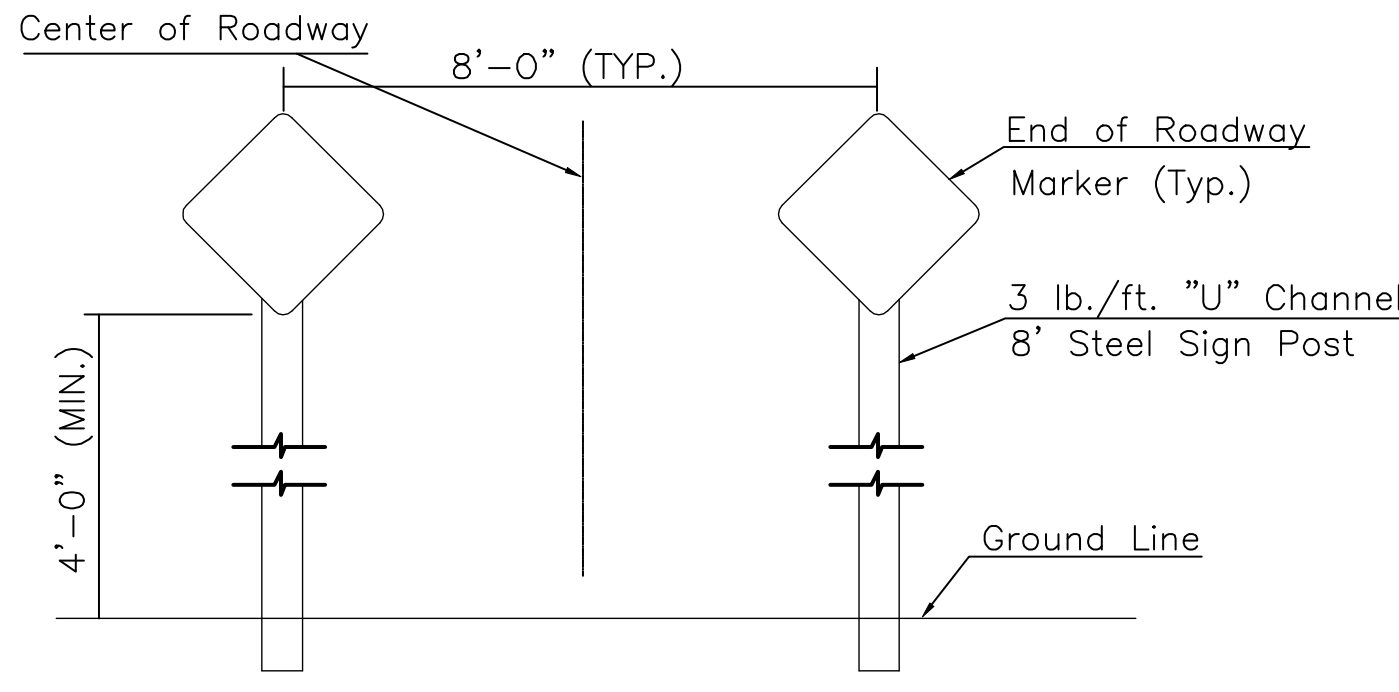 Center of Roadway
8'-0" (TYP.)
End of Roadway
Marker (Typ.)
3 lb./ft. "U" Channel
8' Steel Sign Post
4'-0" (MIN.)
Ground Line